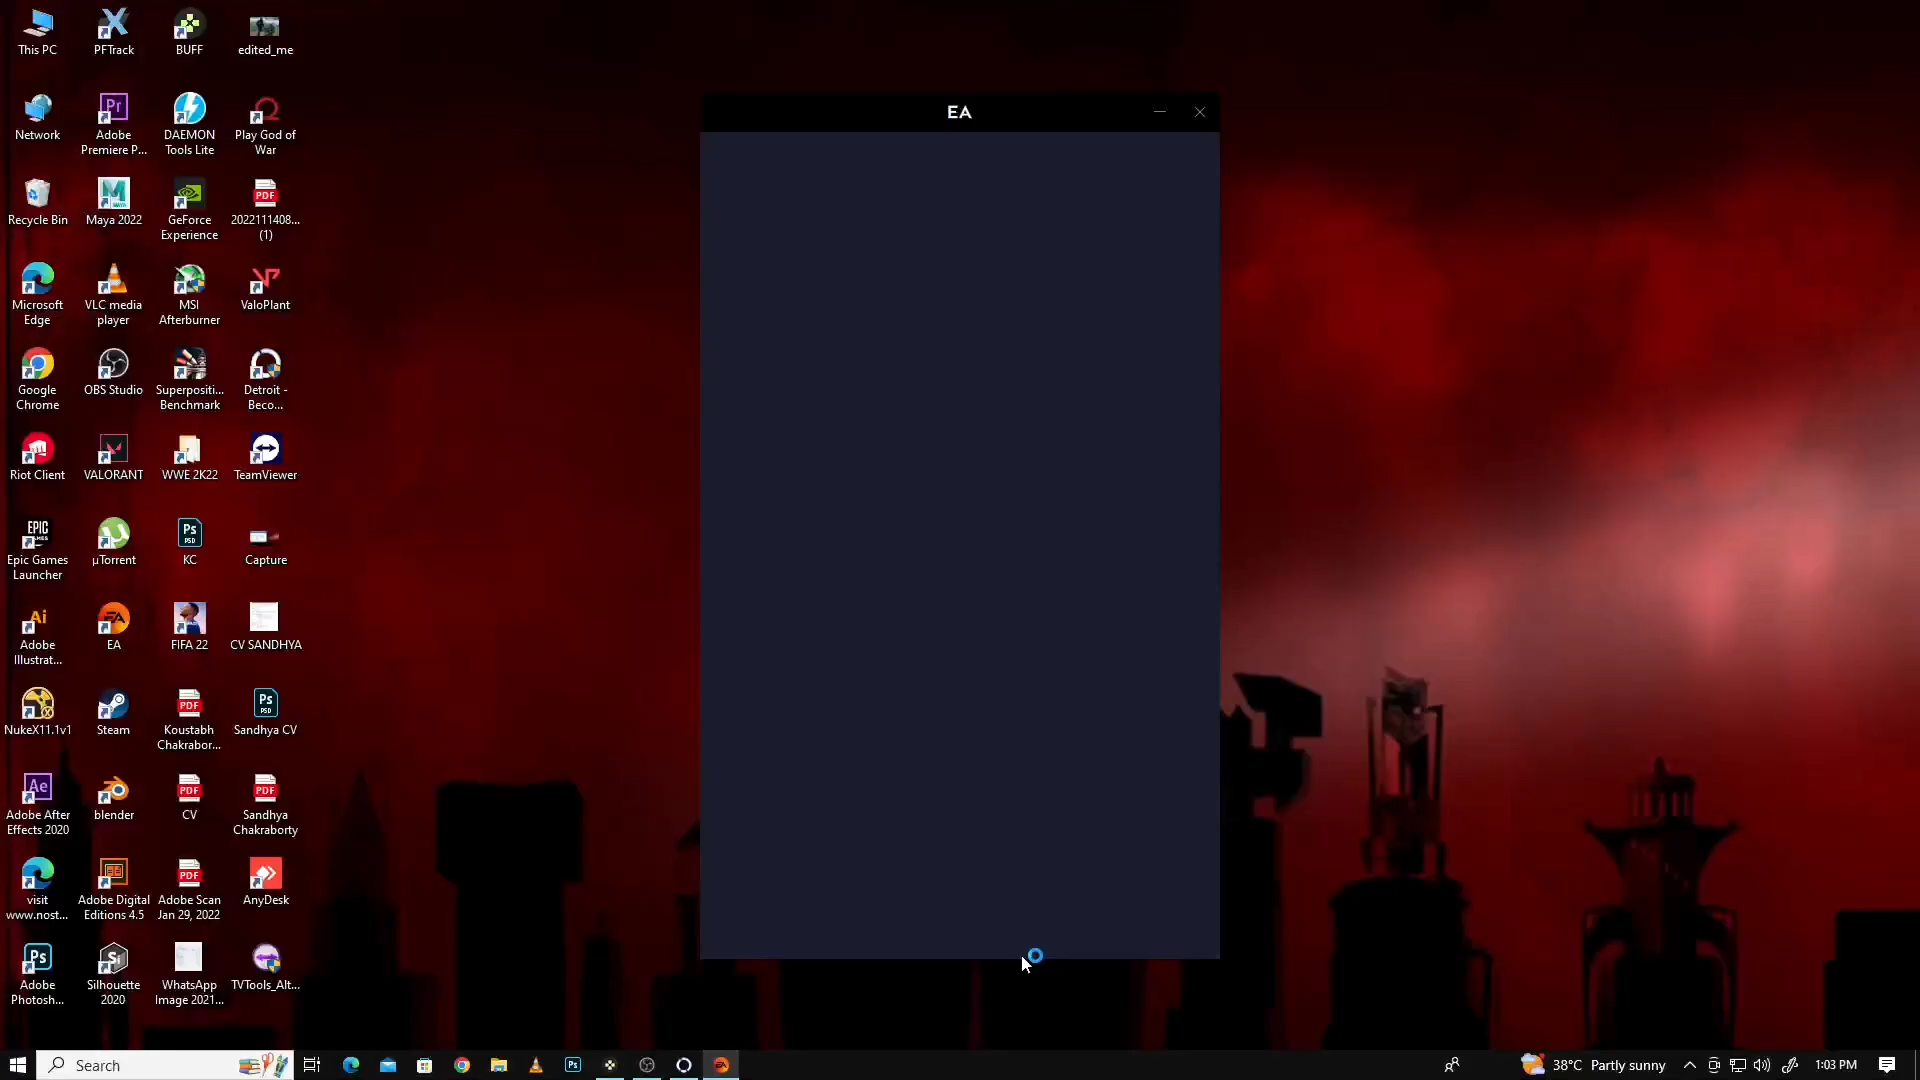 This PC
PFTrack
BUFF
edited_me
Network
Adobe
Premiere P...
DAEMON
Tools Lite
Play God of
War
Recycle Bin
Maya 2022
GeForce
Experience
2022111408...
(1)
Microsoft
Edge
VLC media
player
MSI
Afterburner
ValoPlant
Google
Chrome
OBS Studio
Superpositi...
Benchmark
Detroit -
Beco...
Riot Client
VALORANT
WWE 2K22
TeamViewer
Epic Games
Launcher
µTorrent
KC
Capture
Adobe
Illustrat...
EA
FIFA 22
CV SANDHYA
NukeX11.1v1
Steam
Koustabh
Chakrabor...
Sandhya CV
Adobe After
Effects 2020
blender
CV
Sandhya
Chakraborty
visit
www.nost...
Adobe Digital
Editions 4.5
Adobe Scan
Jan 29, 2022
AnyDesk
Adobe
Photosh...
Silhouette
2020
WhatsApp
Image 2021...
TVTools_Alt...
EA
Search
38°C Partly sunny
1:03 PM